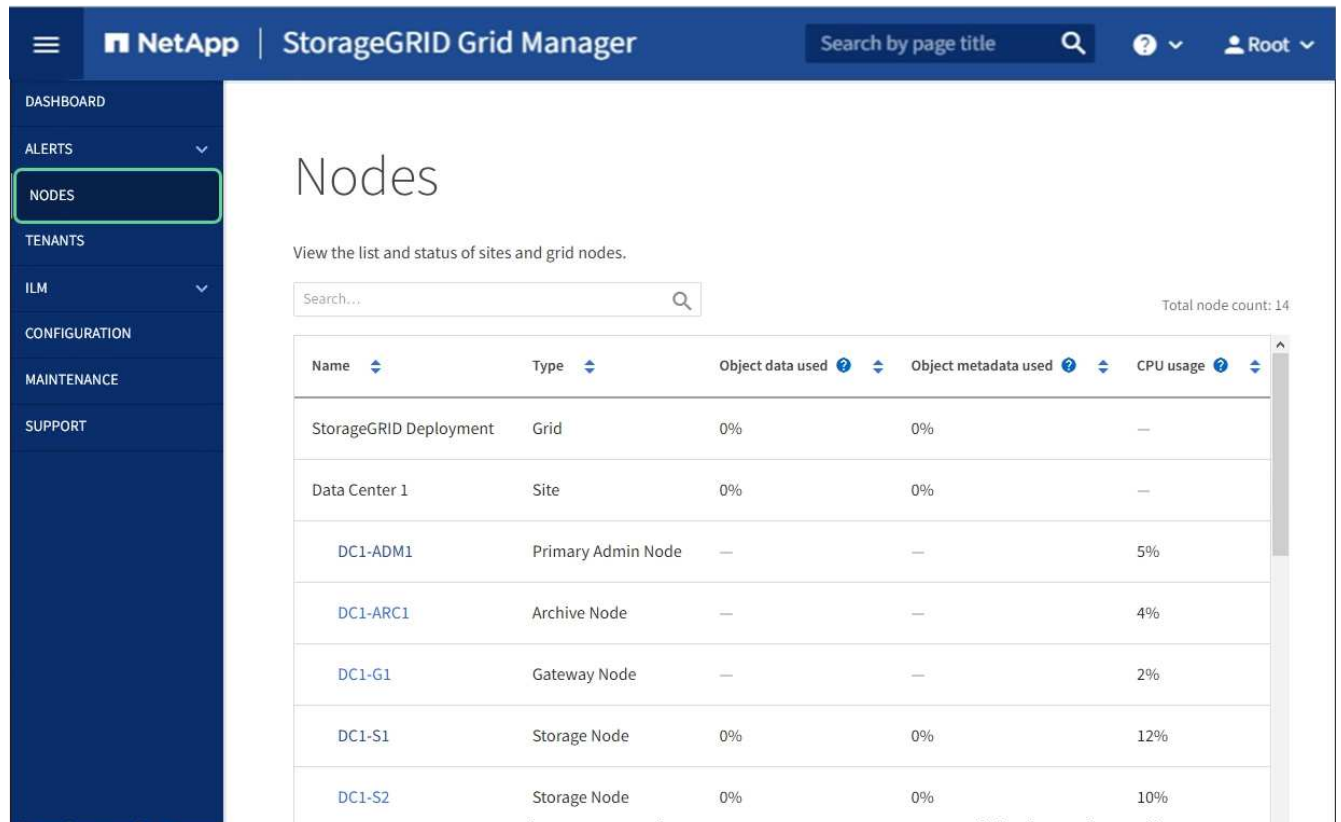 NetApp | StorageGRID Grid Manager Search by page title ? Root
DASHBOARD
ALERTS
NODES
TENANTS
ILM
CONFIGURATION
MAINTENANCE
SUPPORT
Nodes
View the list and status of sites and grid nodes.
Search...
Total node count: 14
Name Type Object data used ? Object metadata used ? CPU usage ?
StorageGRID Deployment Grid 0% 0% —
Data Center 1 Site 0% 0% —
DC1-ADM1 Primary Admin Node — — 5%
DC1-ARC1 Archive Node — — 4%
DC1-G1 Gateway Node — — 2%
DC1-S1 Storage Node 0% 0% 12%
DC1-S2 Storage Node 0% 0% 10%